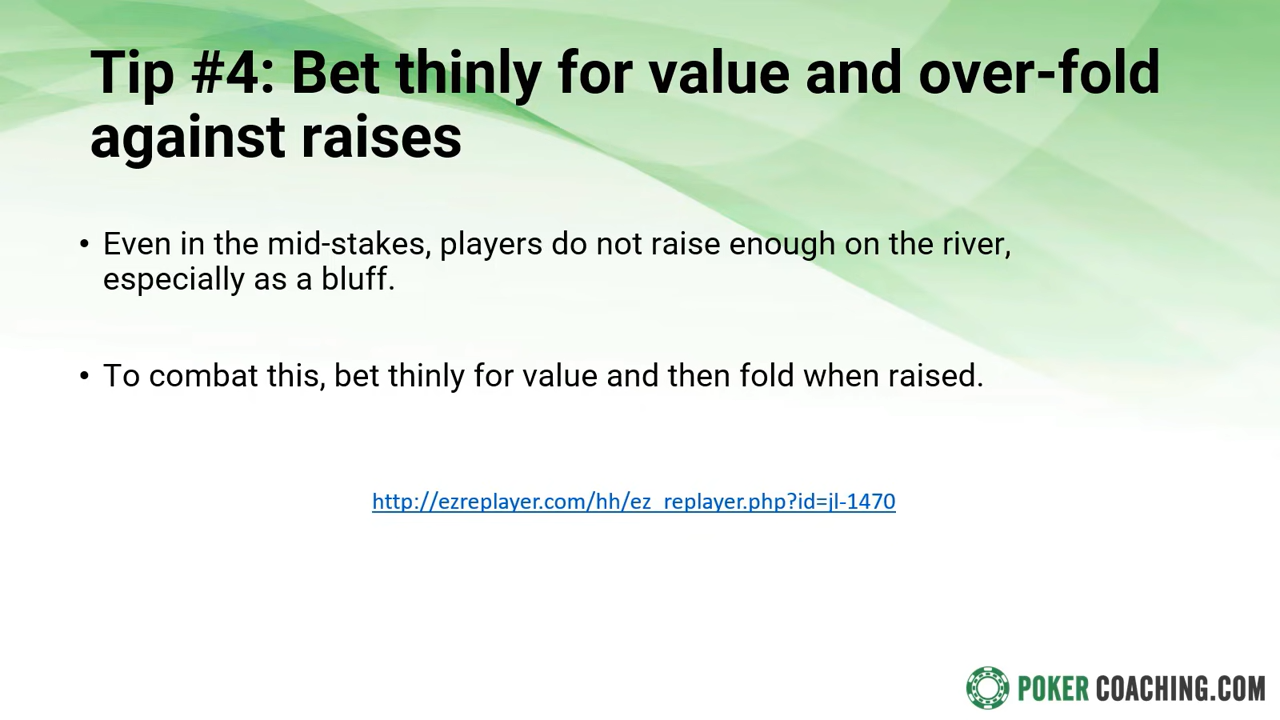 Tip #4: Bet thinly for value and over-fold
against raises
• Even in the mid-stakes, players do not raise enough on the river,
especially as a bluff.
• To combat this, bet thinly for value and then fold when raised.
http://ezreplayer.com/hh/ez_replayer.php?id=jl-1470
POKER COACHING.COM